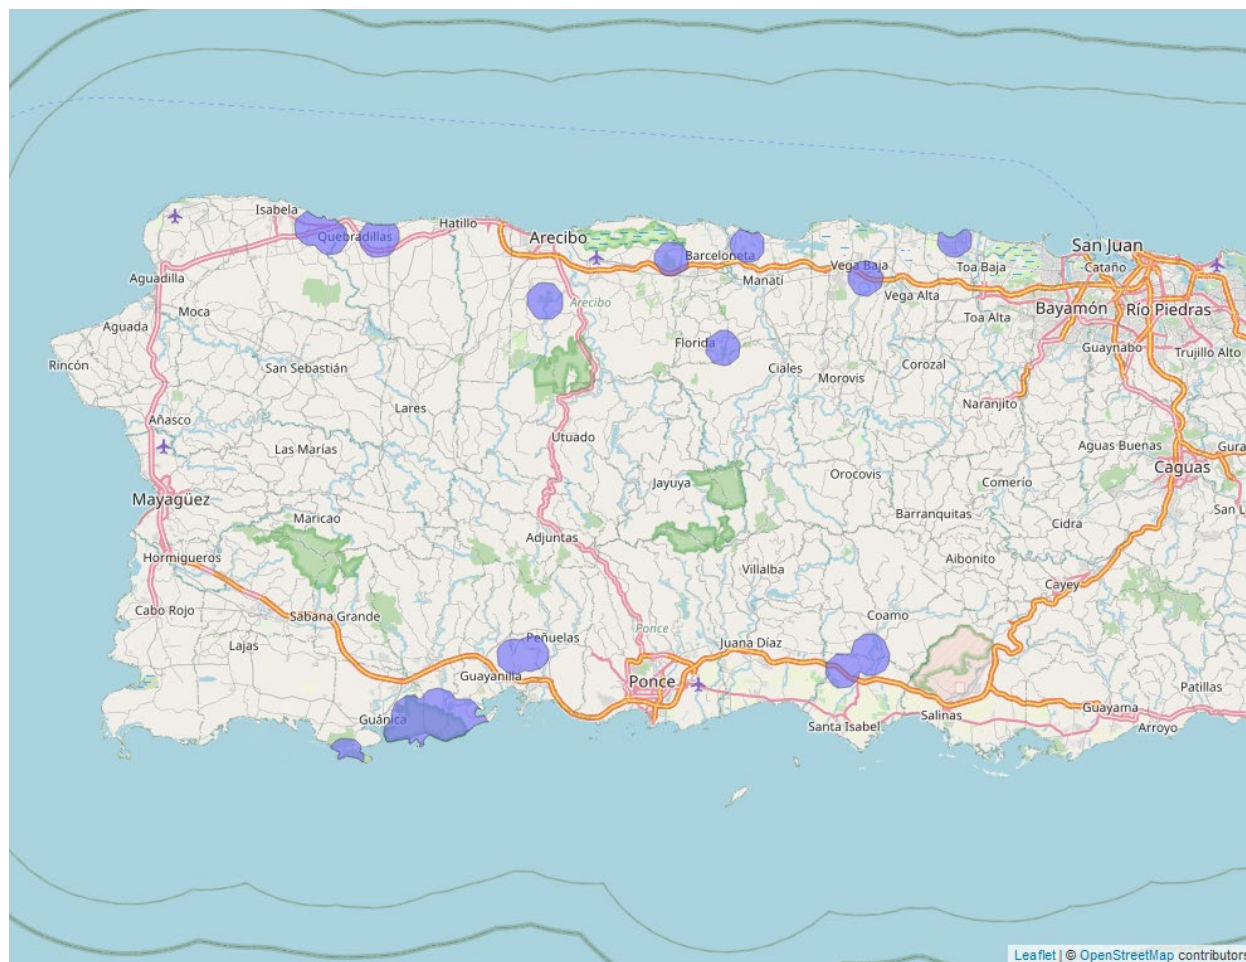 Isabela
Quebradillas
Hatillo
Arecibo
Barceloneta
Manatí
Vega Baja
Vega Alta
Toa Baja
San Juan
Cataño
Aguadilla
Moca
Arecibo
Toa Alta
Bayamón
Río Piedras
Aguada
Rincón
San Sebastián
Florida
Ciales
Morovis
Corozal
Guaynabo
Trujillo Alto
Lares
Naranjito
Añasco
Las Marías
Utuado
Aguas Buenas
Gura
Mayagüez
Jayuya
Orocovis
Comerío
Caguas
Maricao
Barranquitas
Cidra
San L
Hormigueros
Adjuntas
Villalba
Aibonito
Cayey
Cabo Rojo
Sabana Grande
Coamo
Lajas
Peñuelas
Ponce
Juana Díaz
Guayanilla
Ponce
Patillas
Guánica
Santa Isabel
Salinas
Guayama
Arroyo
Leaflet | © OpenStreetMap contributors